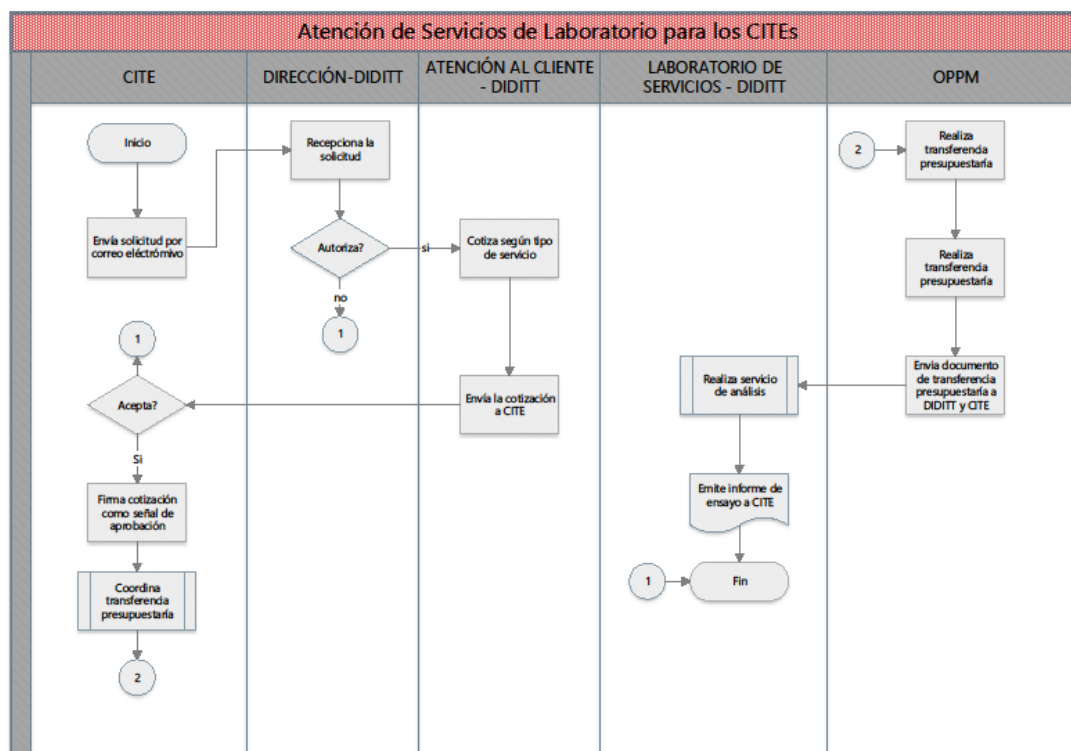 Atención de Servicios de Laboratorio para los CITEs
CITE
DIRECCIÓN-DIDITT
ATENCIÓN AL CLIENTE
- DIDITT
LABORATORIO DE
SERVICIOS - DIDITT
OPPM
Inicio
Envía solicitud por
correo eléctrómivo
1
Acepta?
Si
Firma cotización
como señal de
aprobación
Coordina
transferencia
presupuestaría
2
Recepciona la
solicitud
Autoriza?
si
no
1
Cotiza según tipo
de servicio
Envía la cotización
a CITE
Realiza servicio
de análisis
Emite informe de
ensayo a CITE
1
Fin
2
Realiza
transferencia
presupuestaría
Realiza
transferencia
presupuestaría
Envia documento
de transferencia
presupuestaría a
DIDITT y CITE